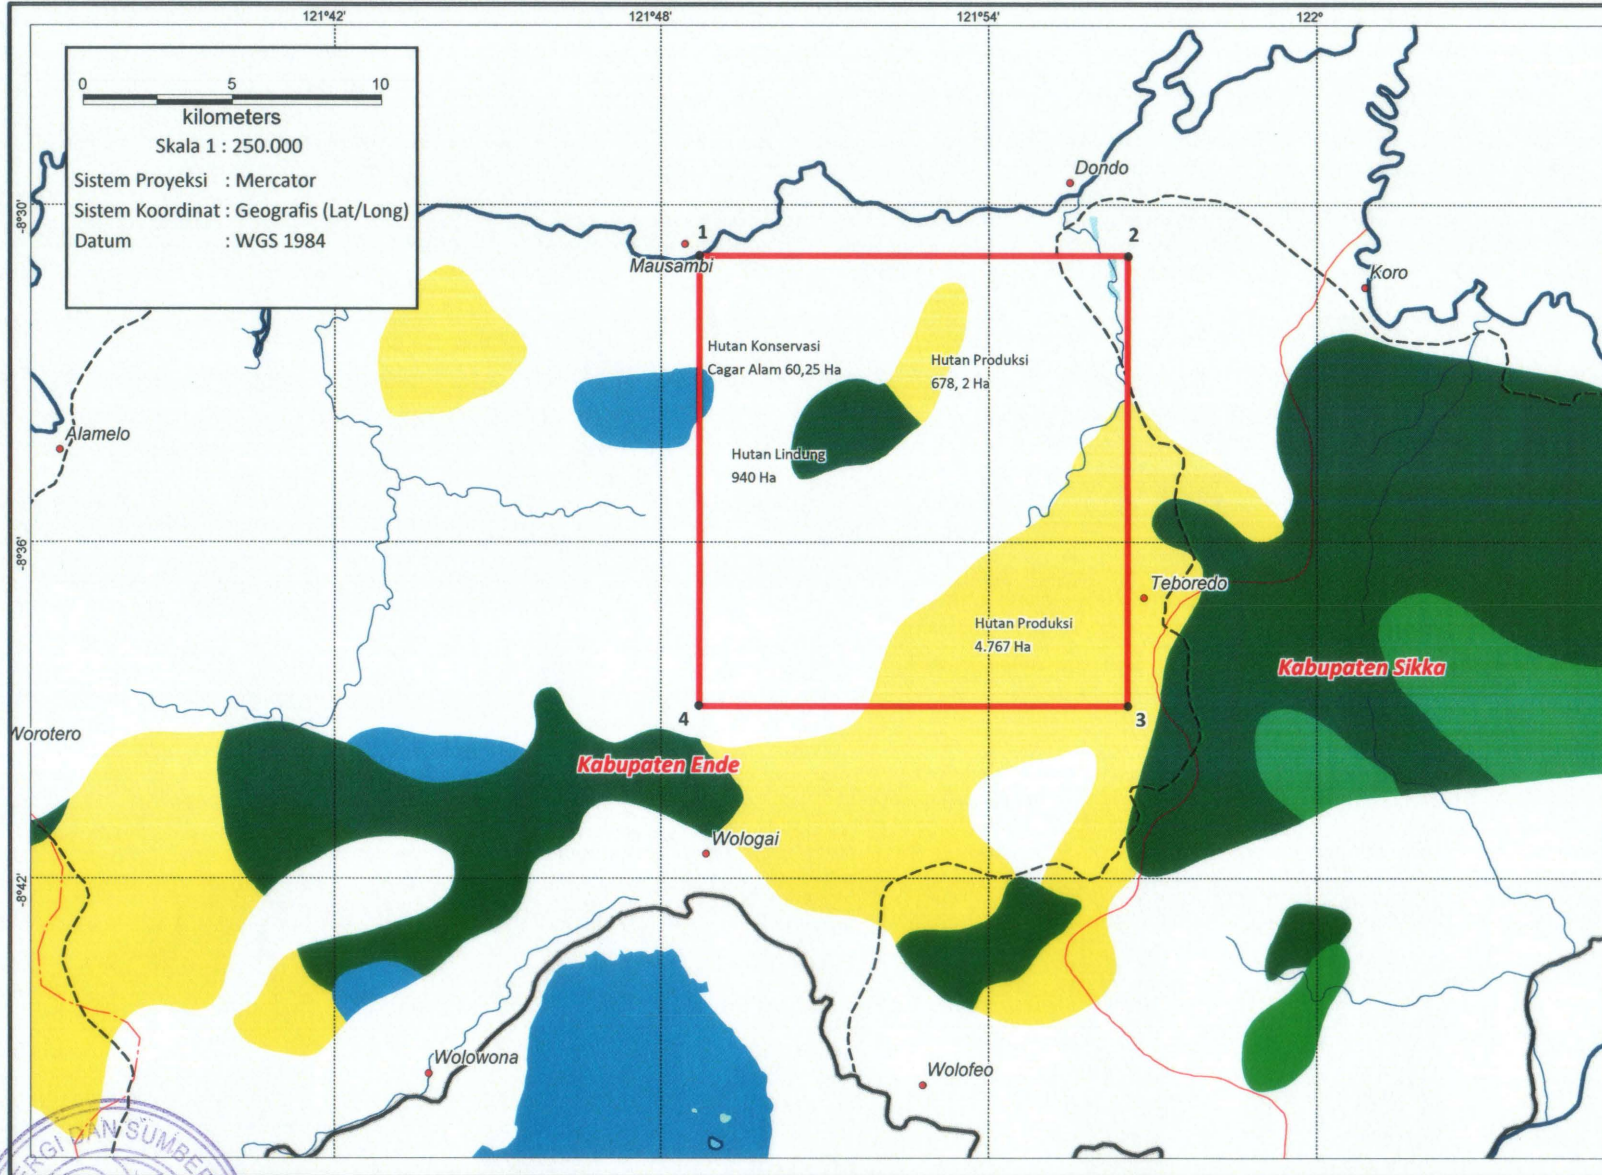 121°42'
121°48'
121°54'
122°
0 5 10
kilometers
Skala 1 : 250.000
Sistem Proyeksi : Mercator
Sistem Koordinat : Geografis (Lat/Long)
Datum : WGS 1984
-8°30'
-8°36'
-8°42'
Dondo
1
2
Mausambi
Koro
Hutan Konservasi
Cagar Alam 60,25 Ha
Hutan Produksi
678, 2 Ha
Alamelo
Hutan Lindung
940 Ha
Teboredo
Hutan Produksi
4.767 Ha
Kabupaten Sikka
4
3
Worotero
Kabupaten Ende
Wologai
Wolowona
Wolofeo
ERGI DAN SUMBER